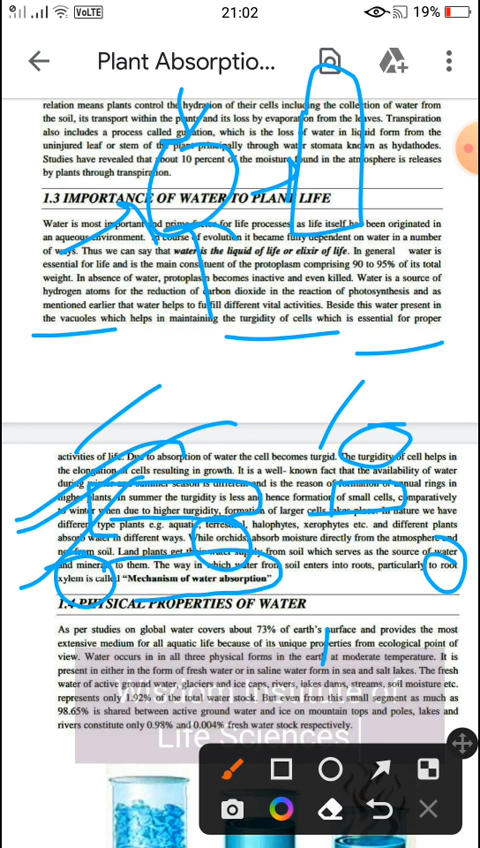 VoLTE 21:02 19%
Plant Absorptio...
relation means plants control the hydration of their cells including the collection of water from
the soil, its transport within the plants and its loss by evaporation from the leaves. Transpiration
also includes a process called guttation, which is the loss of water in liquid form from the
uninjured leaf or stem of the plant principally through water stomata known as hydathodes.
Studies have revealed that about 10 percent of the moisture found in the atmosphere is releases
by plants through transpiration.
1.3 IMPORTANCE OF WATER TO PLANT LIFE
Water is most important and prime for life processes as life itself had been originated in
an aqueous environment. In course of evolution it became fully dependent on water in a number
of ways. Thus we can say that water is the liquid of life or elixir of life. In general water is
essential for life and is the main constituent of the protoplasm comprising 90 to 95% of its total
weight. In absence of water, protoplasm becomes inactive and even killed. Water is a source of
hydrogen atoms for the reduction of carbon dioxide in the reaction of photosynthesis and as
mentioned earlier that water helps to fulfill different vital activities. Beside this water present in
the vacuoles which helps in maintaining the turgidity of cells which is essential for proper
activities of life. Due to absorption of water the cell becomes turgid. The turgidity of cell helps in
the elongation of cells resulting in growth. It is a well- known fact that the availability of water
during winter and summer season is different and is the reason of formation of annual rings in
higher plants. In summer the turgidity is less and hence formation of small cells, comparatively
to winter when due to higher turgidity, formation of larger cells takes place. In nature we have
different type plants e.g. aquatic, terrestrial, halophytes, xerophytes etc. and different plants
absorb water in different ways. While orchids absorb moisture directly from the atmosphere and
not from soil. Land plants get their water supply from soil which serves as the source of water
and minerals to them. The way in which water from soil enters into roots, particularly to root
xylem is called “Mechanism of water absorption”
1.4 PHYSICAL PROPERTIES OF WATER
As per studies on global water covers about 73% of earth’s surface and provides the most
extensive medium for all aquatic life because of its unique properties from ecological point of
view. Water occurs in in all three physical forms in the earth at moderate temperature. It is
present in either in the form of fresh water or in saline water form in sea and salt lakes. The fresh
water of active ground water, glaciers and ice caps, rivers, lakes dams, streams, soil moisture etc.
represents only 1.92% of the total water stock. But even from this small segment as much as
98.65% is shared between active ground water and ice on mountain tops and poles, lakes and
rivers constitute only 0.98% and 0.004% fresh water stock respectively.
Life Sciences